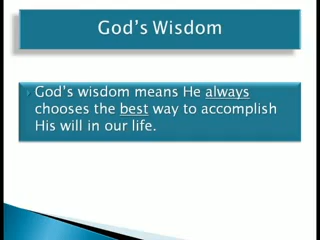 God's Wisdom
God's wisdom means He always
chooses the best way to accomplish
His will in our life.